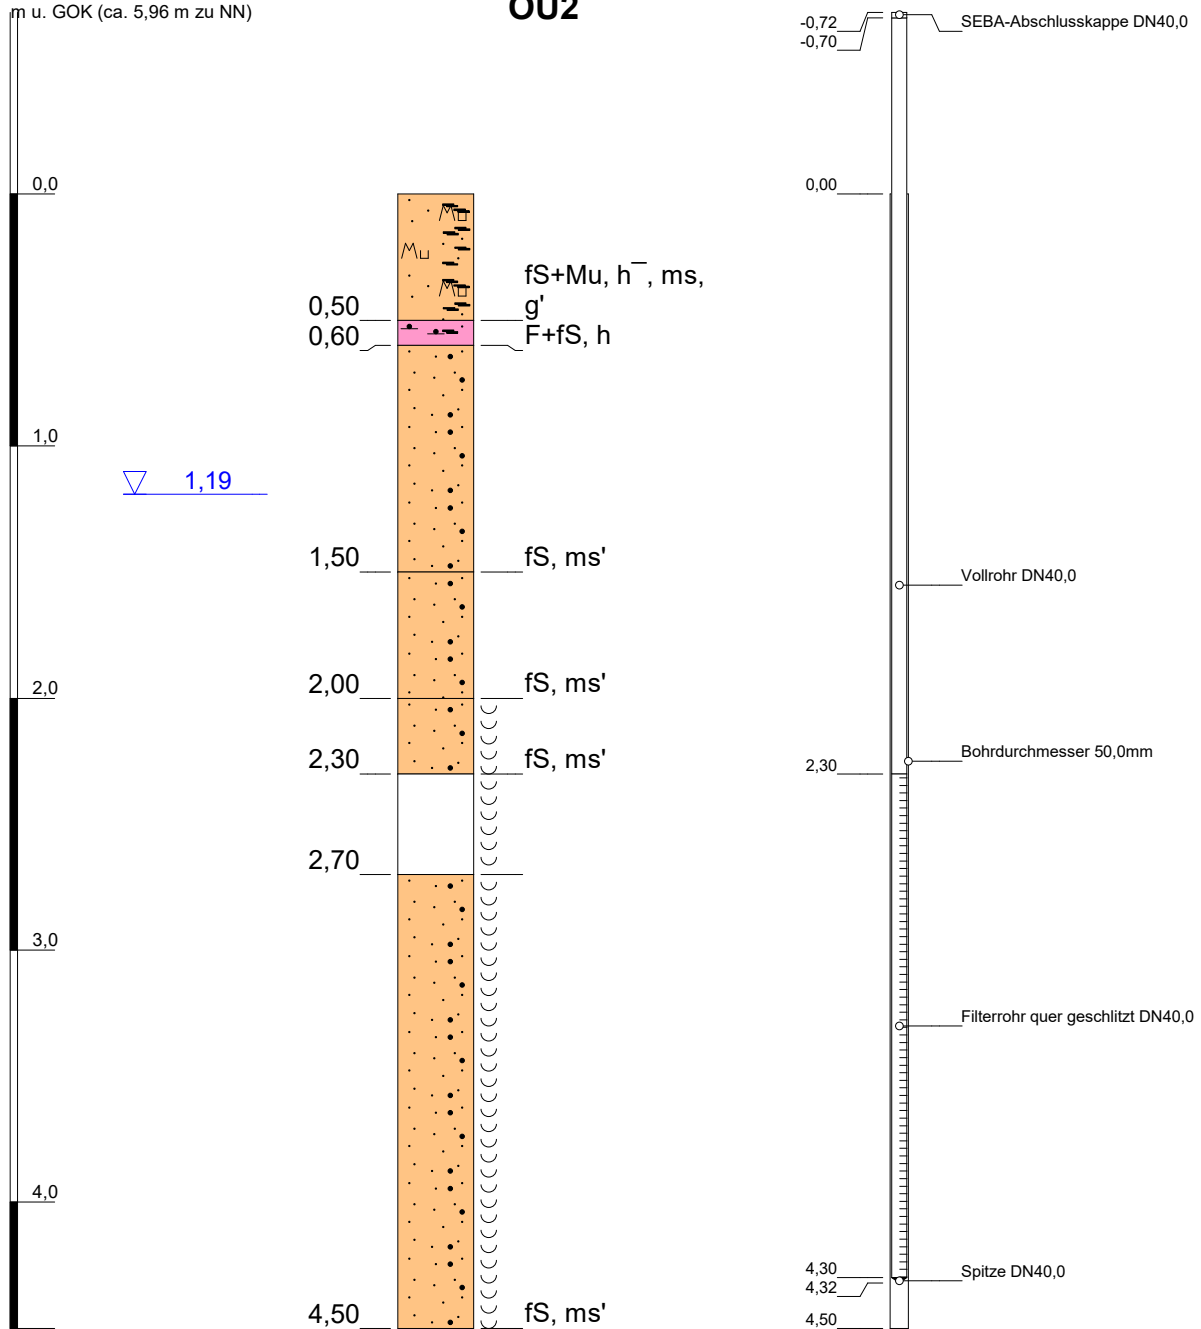 m u. GOK (ca. 5,96 m zu NN)
OU2
-0,72
SEBA-Abschlusskappe DN40,0
-0,70
0,0
0,00
fS+Mu, h¯, ms,
g'
0,50
0,60
F+fS, h
1,0
1,19
1,50
fS, ms'
Vollrohr DN40,0
2,0
2,00
fS, ms'
2,30
fS, ms'
2,30
Bohrdurchmesser 50,0mm
2,70
3,0
Filterrohr quer geschlitzt DN40,0
4,0
4,30
Spitze DN40,0
4,32
4,50
fS, ms'
4,50
Mu